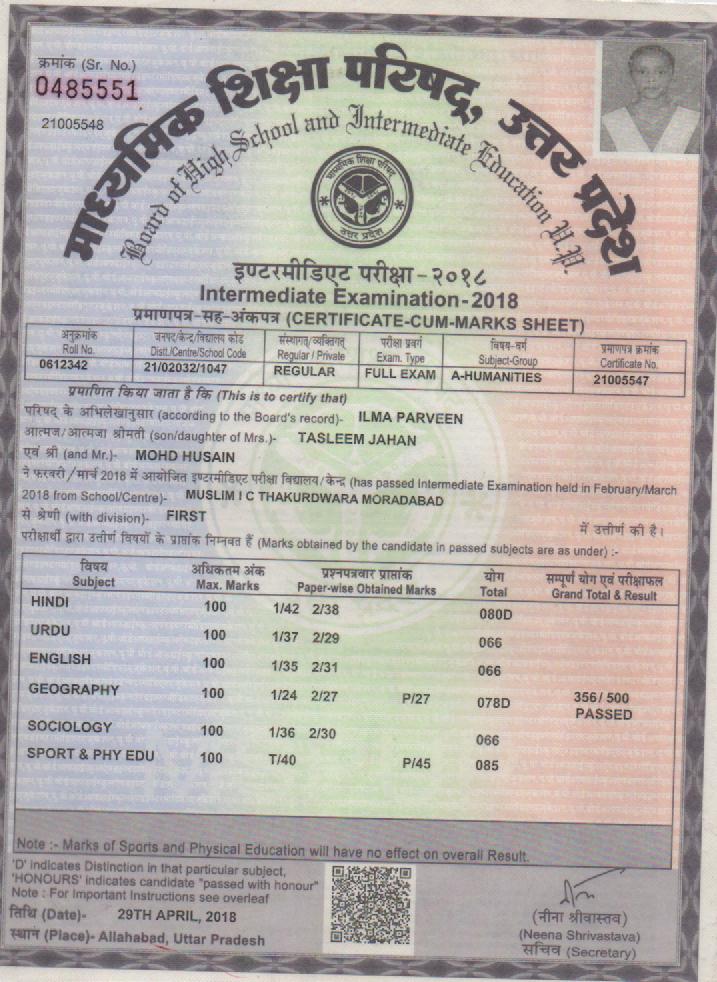 क्रमांक (Sr. No.)
0485551
21005548
माध्यमिक शिक्षा परिषद्, उत्तर प्रदेश
Board of High School and Intermediate Education U.P.
माध्यमिक शिक्षा परिषद्
उत्तर प्रदेश
इण्टरमीडिएट परीक्षा-२०१८
Intermediate Examination-2018
प्रमाणपत्र-सह-अंकपत्र (CERTIFICATE-CUM-MARKS SHEET)
अनुक्रमांक जनपद/केन्द्र/विद्यालय कोड संस्थागत/व्यक्तिगत परीक्षा प्रवर्ग विषय-वर्ग प्रमाणपत्र क्रमांक
Roll No. Distt./Centre/School Code Regular / Private Exam. Type Subject-Group Certificate No.
0612342 21/02032/1047 REGULAR FULL EXAM A-HUMANITIES 21005547
प्रमाणित किया जाता है कि (This is to certify that)
परिषद् के अभिलेखानुसार (according to the Board's record)- ILMA PARVEEN
आत्मज/आत्मजा श्रीमती (son/daughter of Mrs.)- TASLEEM JAHAN
एवं श्री (and Mr.)- MOHD HUSAIN
ने फरवरी/मार्च 2018 में आयोजित इण्टरमीडिएट परीक्षा विद्यालय/केन्द्र (has passed Intermediate Examination held in February/March
2018 from School/Centre)- MUSLIM I C THAKURDWARA MORADABAD
से श्रेणी (with division)- FIRST में उत्तीर्ण की है।
परीक्षार्थी द्वारा उत्तीर्ण विषयों के प्राप्तांक निम्नवत हैं (Marks obtained by the candidate in passed subjects are as under) :-
विषय अधिकतम अंक प्रश्नपत्रवार प्राप्तांक योग सम्पूर्ण योग एवं परीक्षाफल
Subject Max. Marks Paper-wise Obtained Marks Total Grand Total & Result
HINDI 100 1/42 2/38 080D
URDU 100 1/37 2/29 066
ENGLISH 100 1/35 2/31 066
GEOGRAPHY 100 1/24 2/27 P/27 078D 356/500
PASSED
SOCIOLOGY 100 1/36 2/30 066
SPORT & PHY EDU 100 T/40 P/45 085
Note :- Marks of Sports and Physical Education will have no effect on overall Result.
'D' indicates Distinction in that particular subject,
'HONOURS' indicates candidate "passed with honour"
Note : For Important Instructions see overleaf
तिथि (Date)- 29TH APRIL, 2018
स्थान (Place)- Allahabad, Uttar Pradesh
(नीना श्रीवास्तव)
(Neena Shrivastava)
सचिव (Secretary)